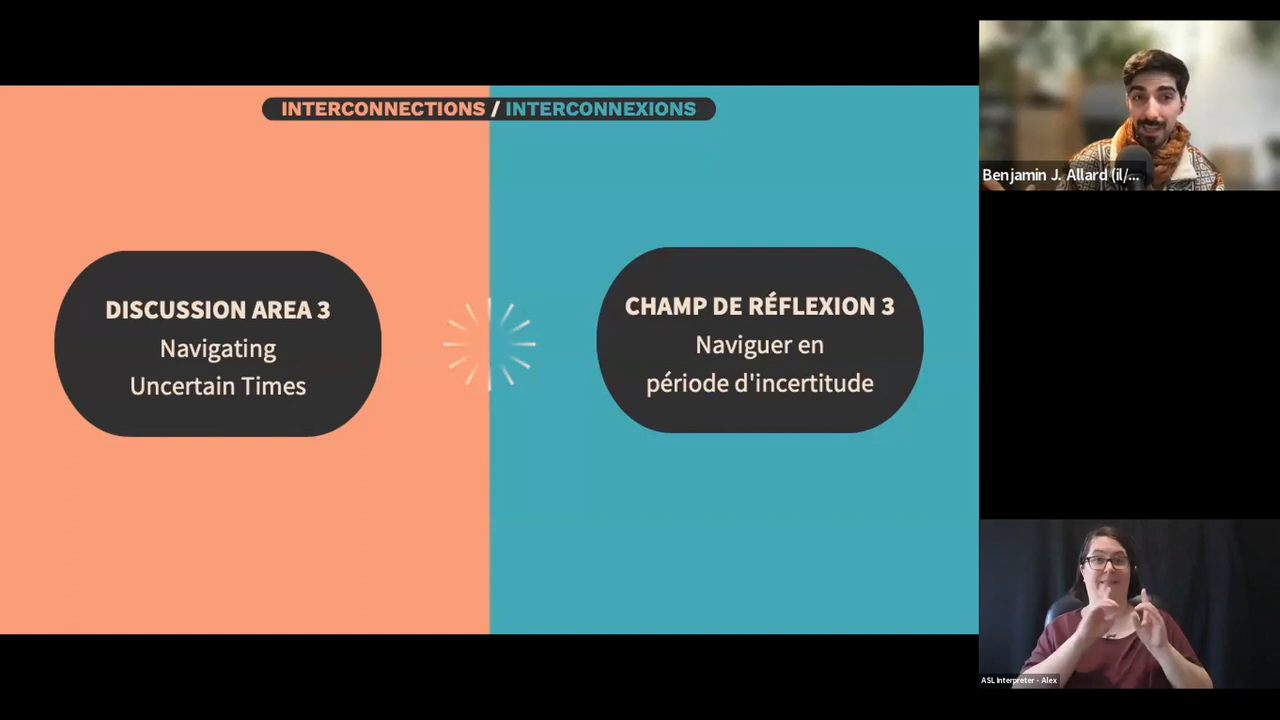 INTERCONNECTIONS / INTERCONNEXIONS
DISCUSSION AREA 3
Navigating
Uncertain Times
CHAMP DE RÉFLEXION 3
Naviguer en
période d'incertitude
Benjamin J. Allard (il/...
ASL Interpreter - Alex